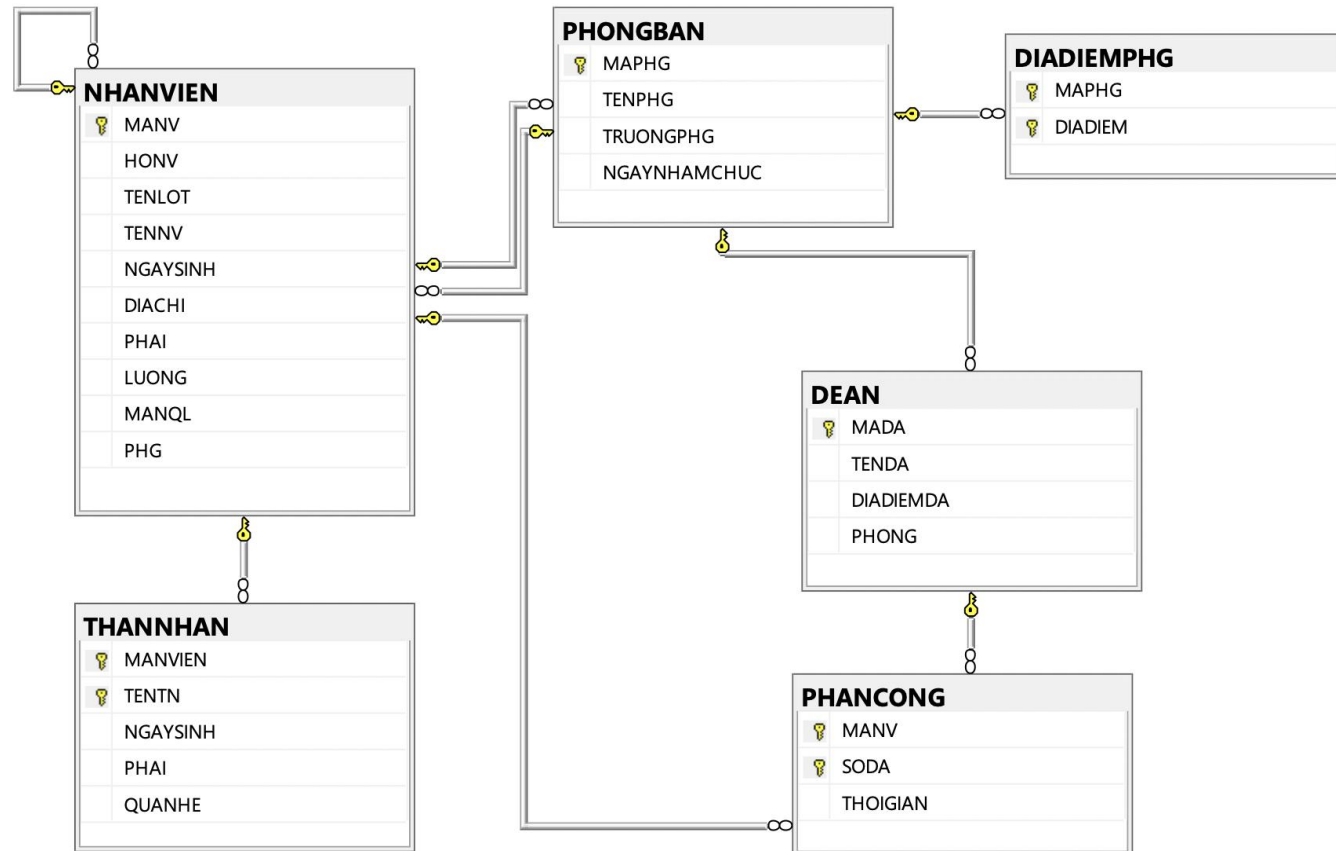 NHANVIEN
MANV
HONV
TENLOT
TENNV
NGAYSINH
DIACHI
PHAI
LUONG
MANQL
PHG
PHONGBAN
MAPHG
TENPHG
TRUONGPHG
NGAYNHAMCHUC
DIADIEMPHG
MAPHG
DIADIEM
DEAN
MADA
TENDA
DIADIEMDA
PHONG
THANNHAN
MANVIEN
TENTN
NGAYSINH
PHAI
QUANHE
PHANCONG
MANV
SODA
THOIGIAN